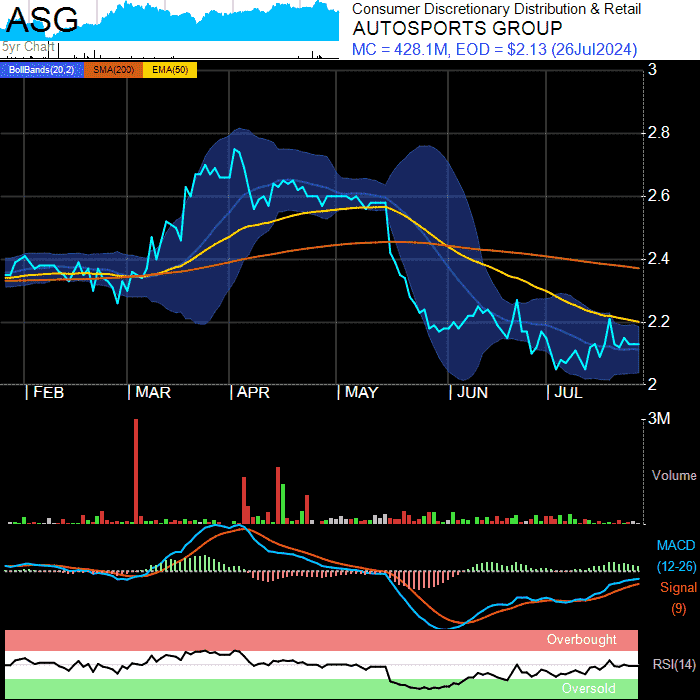 ASG
Consumer Discretionary Distribution & Retail
AUTOSPORTS GROUP
5yr Chart
MC = 428.1M, EOD = $2.13 (26Jul2024)
BollBands(20,2) SMA(200) EMA(50)
3
2.8
2.6
2.4
2.2
2
| FEB | MAR | APR | MAY | JUN | JUL
3M
Volume
MACD
(12-26)
Signal
(9)
Overbought
RSI(14)
Oversold